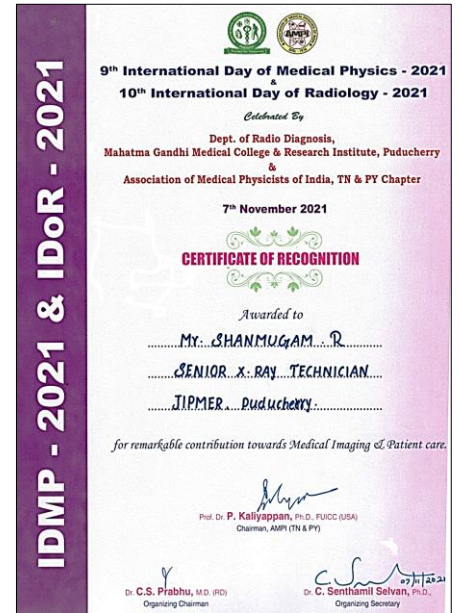 IDMP - 2021 & IDoR - 2021
AMPI
9th International Day of Medical Physics - 2021
&
10th International Day of Radiology - 2021
Celebrated By
Dept. of Radio Diagnosis,
Mahatma Gandhi Medical College & Research Institute, Puducherry
&
Association of Medical Physicists of India, TN & PY Chapter
7th November 2021
CERTIFICATE OF RECOGNITION
Awarded to
Mr. SHANMUGAM . R
SENIOR X-RAY TECHNICIAN
JIPMER, Puducherry.
for remarkable contribution towards Medical Imaging & Patient care.
Prof. Dr. P. Kaliyappan, Ph.D., FUICC (USA)
Chairman, AMPI (TN & PY)
07/11/2021
Dr. C.S. Prabhu, M.D. (RD)
Organizing Chairman
Dr. C. Senthamil Selvan, Ph.D.,
Organizing Secretary